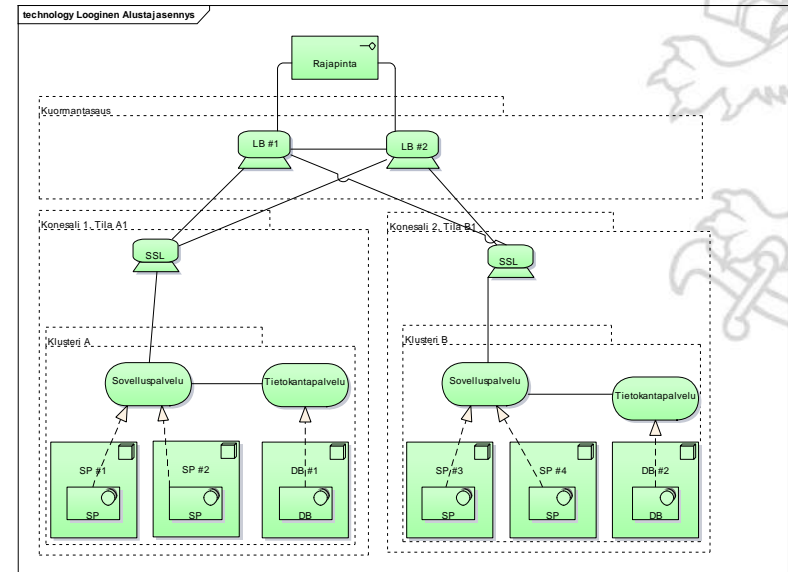 technology Looginen Alustajasennys
Rajapinta
Kuormantasaus
LB #1
LB #2
Konesali 1, Tila A1
Konesali 2, Tila B1
SSL
SSL
Klusteri A
Klusteri B
Sovelluspalvelu
Tietokantapalvelu
Sovelluspalvelu
Tietokantapalvelu
SP #1
SP #2
DB #1
SP #3
SP #4
DB #2
SP
SP
DB
SP
SP
DB